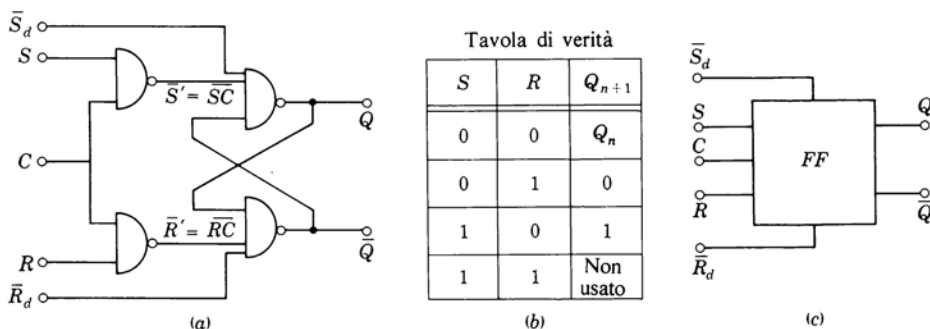 S̄d
S
S̄′ = S̄C̄
Q
C
R̄′ = R̄C̄
Q̄
R
R̄d
(a)
Tavola di verità
S R Qn+1
0 0 Qn
0 1 0
1 0 1
1 1 Non usato
(b)
S̄d
S
Q
C
FF
R
Q̄
R̄d
(c)